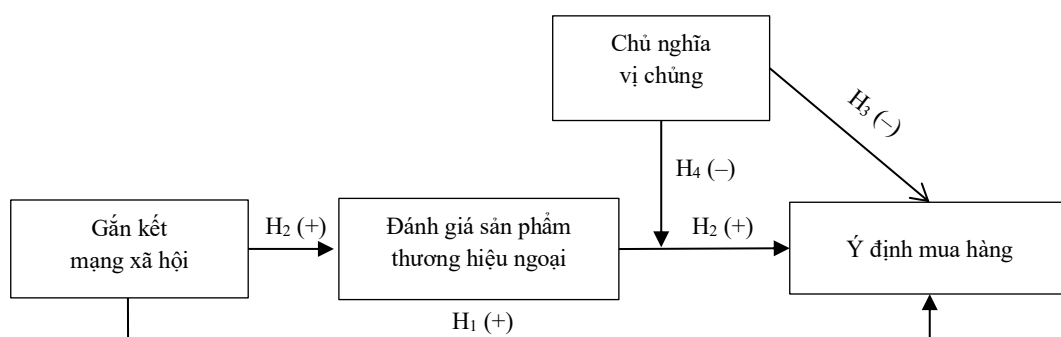 Chủ nghĩa
vị chủng
H₃ (–)
H₄ (–)
Gắn kết
mạng xã hội
H₂ (+)
Đánh giá sản phẩm
thương hiệu ngoại
H₂ (+)
Ý định mua hàng
H₁ (+)